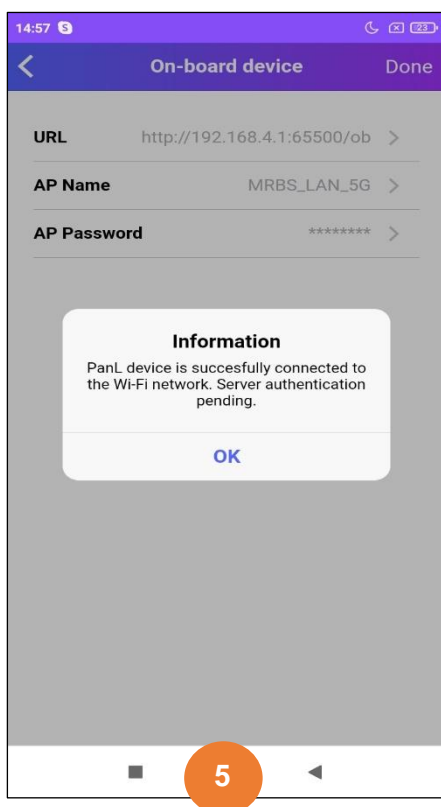 14:57 S 23
On-board device Done
URL http://192.168.4.1:65500/ob
AP Name MRBS_LAN_5G
AP Password ********
Information
PanL device is succesfully connected to
the Wi-Fi network. Server authentication
pending.
OK
5